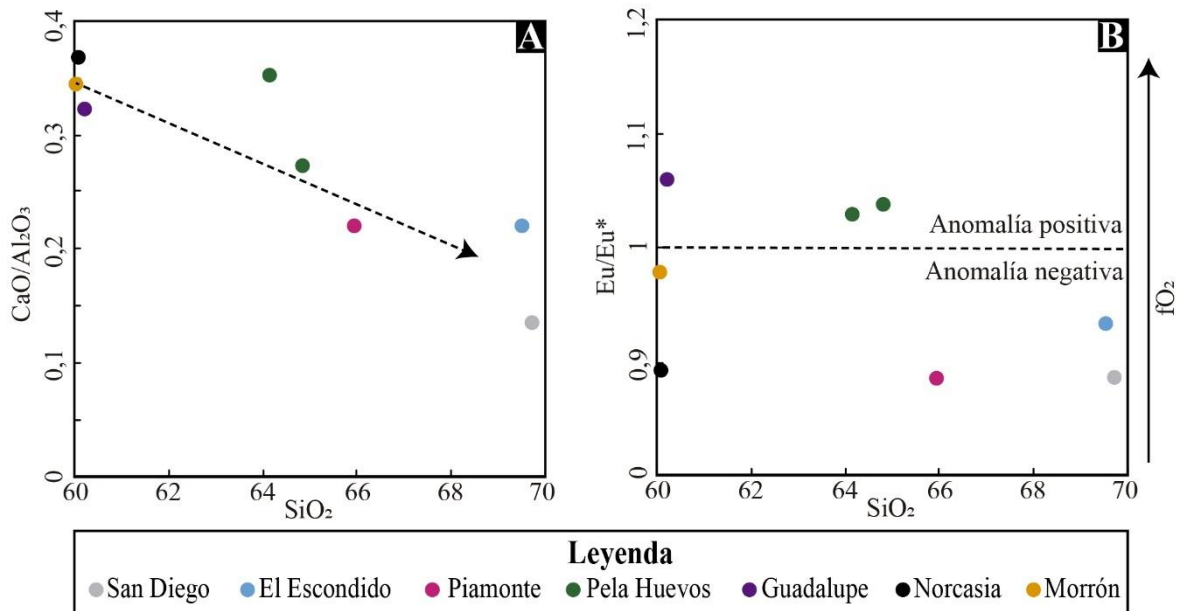 A
CaO/Al₂O₃
0,4
0,3
0,2
0,1
0
60 62 64 66 68 70
SiO₂
B
Eu/Eu*
1,2
1,1
1
0,9
1
Anomalía positiva
Anomalía negativa
60 62 64 66 68 70
SiO₂
fO₂
Leyenda
San Diego El Escondido Piamonte Pela Huevos Guadalupe Norcasia Morrón